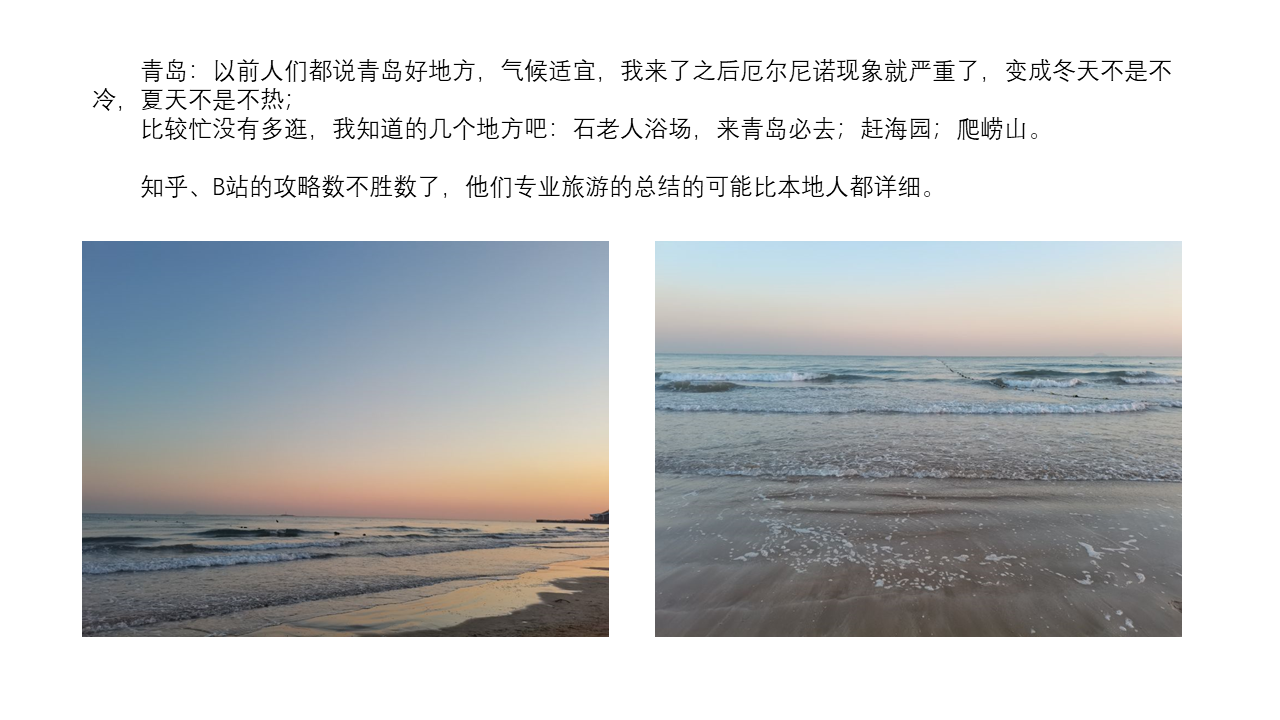 青岛：以前人们都说青岛好地方，气候适宜，我来了之后厄尔尼诺现象就严重了，变成冬天不是不
冷，夏天不是不热；
比较忙没有多逛，我知道的几个地方吧：石老人浴场，来青岛必去；赶海园；爬崂山。
知乎、B站的攻略数不胜数了，他们专业旅游的总结的可能比本地人都详细。